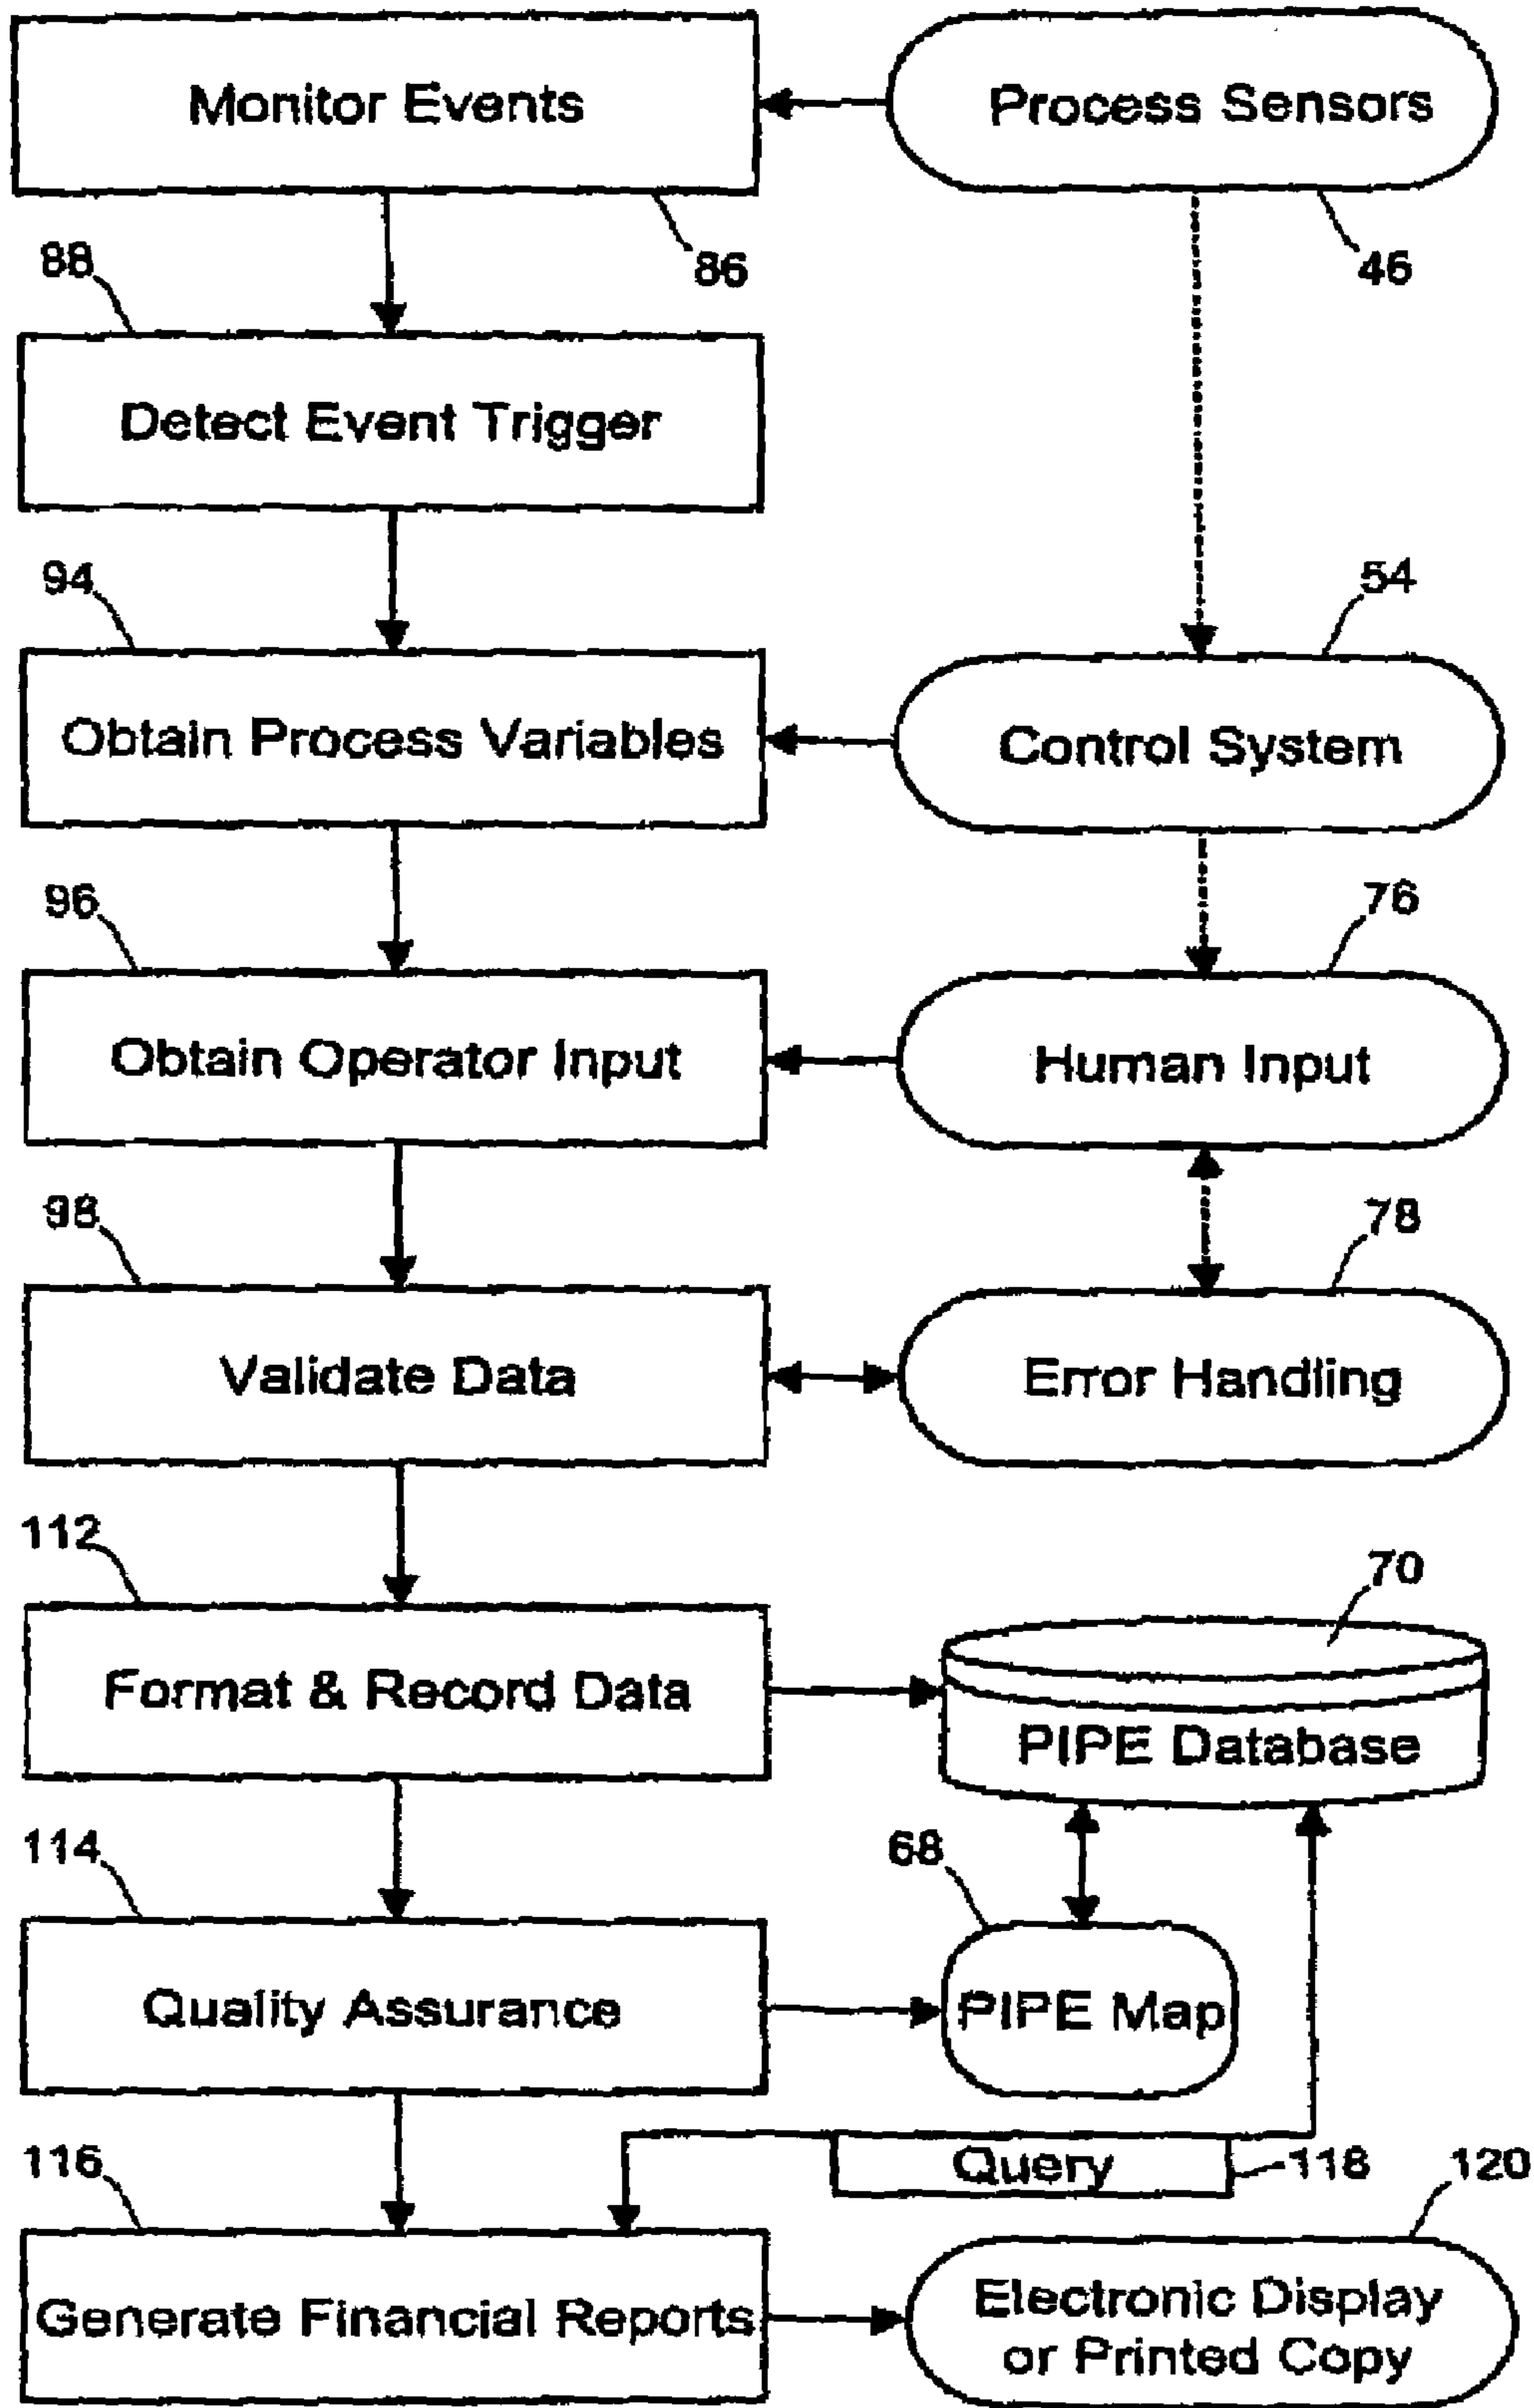 Monitor Events
Process Sensors
86
46
88
Detect Event Trigger
94
54
Obtain Process Variables
Control System
96
76
Obtain Operator Input
Human Input
98
78
Validate Data
Error Handling
112
70
Format & Record Data
PIPE Database
114
68
Quality Assurance
PIPE Map
116
Query
118
120
Generate Financial Reports
Electronic Display
or Printed Copy